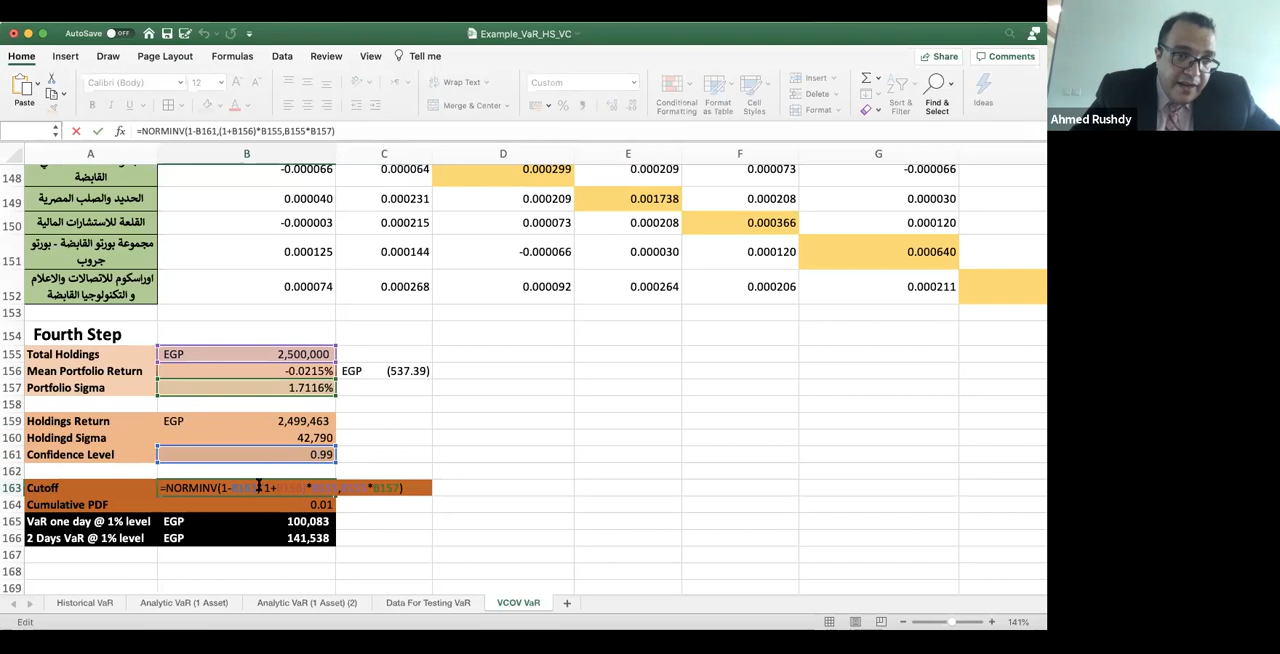 AutoSave OFF
Example_VaR_HS_VC
Home Insert Draw Page Layout Formulas Data Review View Tell me
Share Comments
Paste
Calibri (Body) 12
B I U
Wrap Text
Merge & Center
Custom
Conditional Formatting
Format as Table
Cell Styles
Insert
Delete
Format
Sort & Filter
Find & Select
Ideas
Ahmed Rushdy
fx =NORMINV(1-B161,(1+B156)*B155,B155*B157)
A B C D E F G
148 القابضة -0.000066 0.000064 0.000299 0.000209 0.000073 -0.000066
149 الحديد والصلب المصرية 0.000040 0.000231 0.000209 0.001738 0.000208 0.000030
150 القلعة للاستشارات المالية -0.000003 0.000215 0.000073 0.000208 0.000366 0.000120
151 مجموعة بورتو القابضة - بورتو جروب 0.000125 0.000144 -0.000066 0.000030 0.000120 0.000640
152 اوراسكوم للاتصالات والاعلام و التكنولوجيا القابضة 0.000074 0.000268 0.000092 0.000264 0.000206 0.000211
153
154 Fourth Step
155 Total Holdings EGP 2,500,000
156 Mean Portfolio Return -0.0215% EGP (537.39)
157 Portfolio Sigma 1.7116%
158
159 Holdings Return EGP 2,499,463
160 Holdingd Sigma 42,790
161 Confidence Level 0.99
162
163 Cutoff =NORMINV(1-B161,(1+B156)*B155,B155*B157)
164 Cumulative PDF 0.01
165 VaR one day @ 1% level EGP 100,083
166 2 Days VaR @ 1% level EGP 141,538
167
168
169
Historical VaR Analytic VaR (1 Asset) Analytic VaR (1 Asset) (2) Data For Testing VaR VCOV VaR
Edit 141%